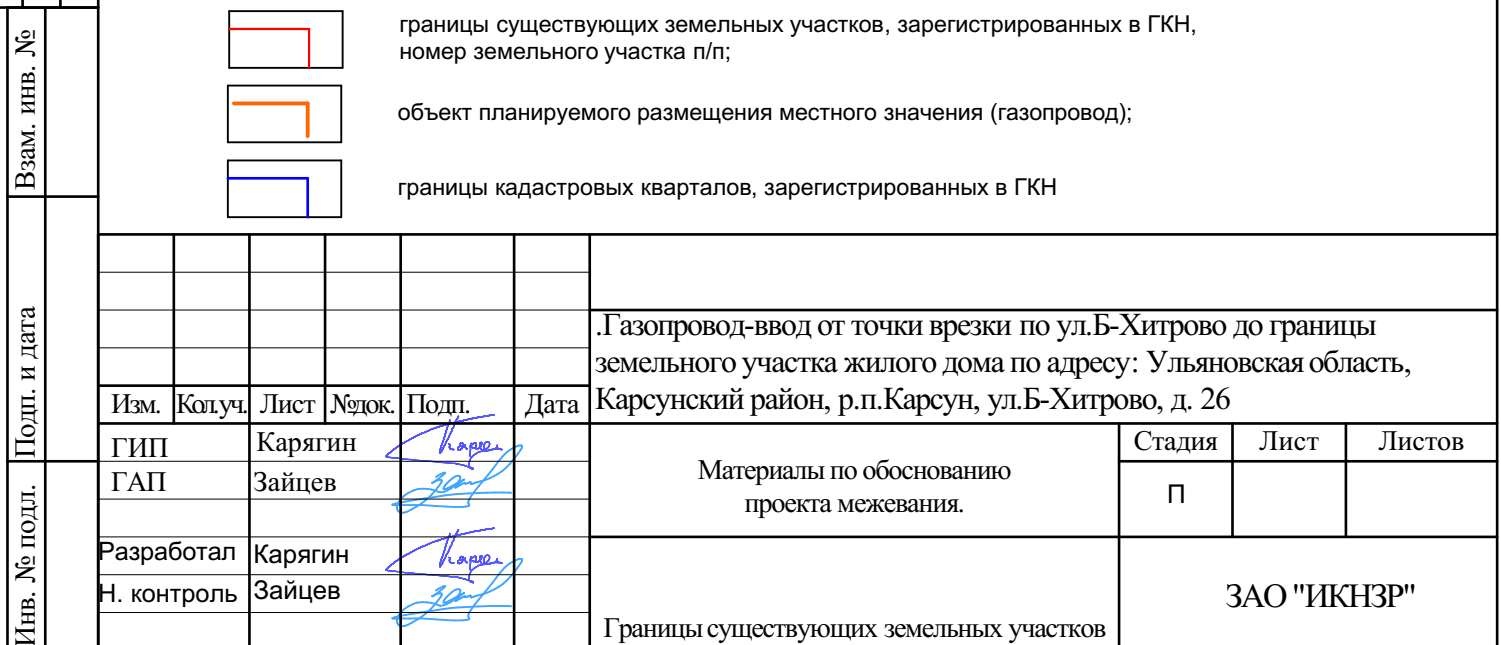 границы существующих земельных участков, зарегистрированных в ГКН,
номер земельного участка п/п;
объект планируемого размещения местного значения (газопровод);
границы кадастровых кварталов, зарегистрированных в ГКН
Взам. инв. №
Подп. и дата
Инв. № подл.
.Газопровод-ввод от точки врезки по ул.Б-Хитрово до границы
земельного участка жилого дома по адресу: Ульяновская область,
Карсунский район, р.п.Карсун, ул.Б-Хитрово, д. 26
Изм. Кол.уч. Лист №док. Подп. Дата
ГИП Карягин
ГАП Зайцев
Разработал Карягин
Н. контроль Зайцев
Материалы по обоснованию
проекта межевания.
Стадия Лист Листов
П
Границы существующих земельных участков
ЗАО "ИКНЗР"